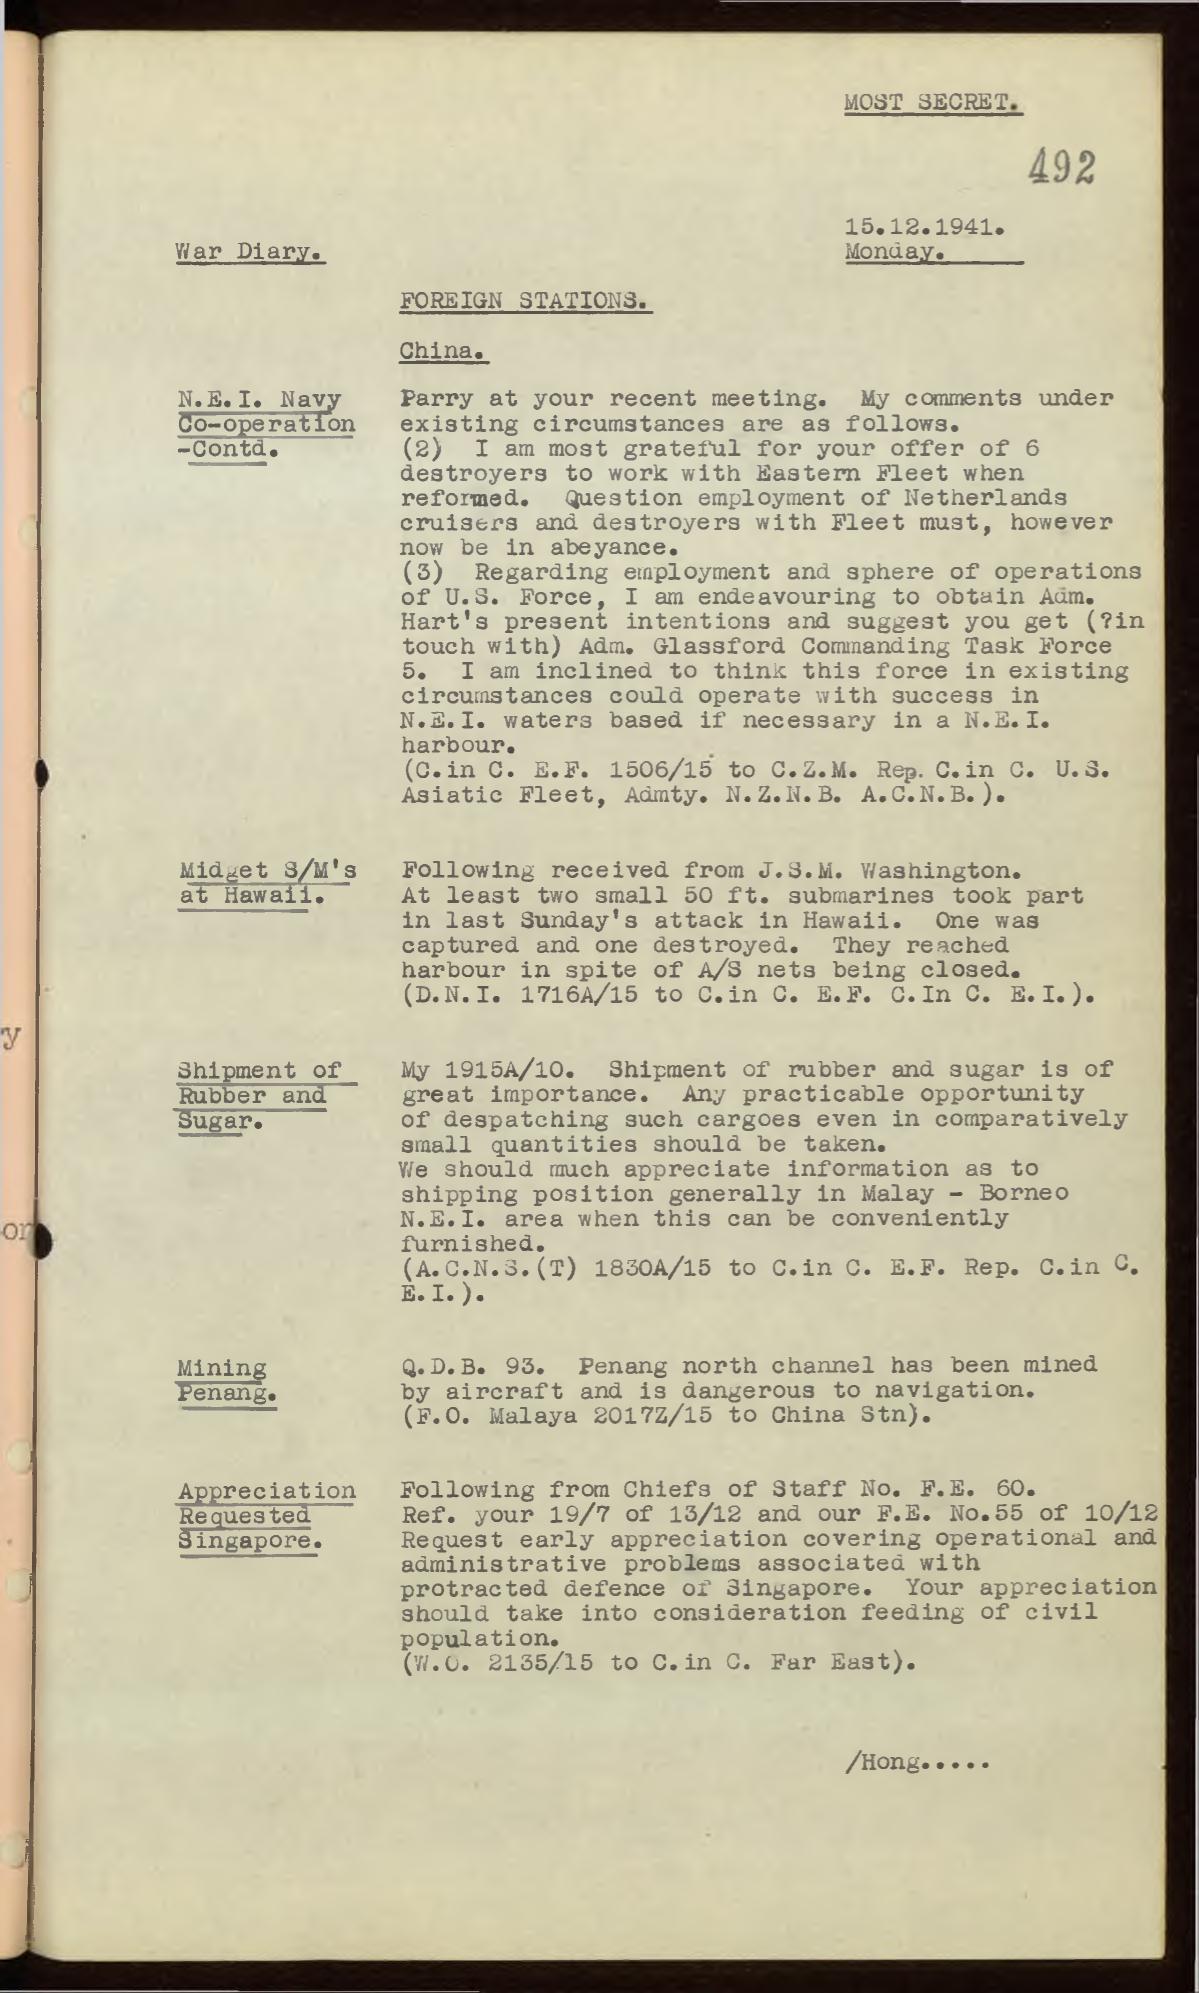 MOST SECRET.
492
15.12.1941.
War Diary.
Monday.
FOREIGN STATIONS.
China.
N.E.I. Navy
Co-operation
-Contd.
Parry at your recent meeting. My comments under
existing circumstances are as follows.
(2) I am most grateful for your offer of 6
destroyers to work with Eastern Fleet when
reformed. Question employment of Netherlands
cruisers and destroyers with Fleet must, however
now be in abeyance.
(3) Regarding employment and sphere of operations
of U.S. Force, I am endeavouring to obtain Adm.
Hart's present intentions and suggest you get (?in
touch with) Adm. Glassford Commanding Task Force
5. I am inclined to think this force in existing
circumstances could operate with success in
N.E.I. waters based if necessary in a N.E.I.
harbour.
(C.in C. E.F. 1506/15 to C.Z.M. Rep. C.in C. U.S.
Asiatic Fleet, Admty. N.Z.N.B. A.C.N.B.).
Midget S/M's
at Hawaii.
Following received from J.S.M. Washington.
At least two small 50 ft. submarines took part
in last Sunday's attack in Hawaii. One was
captured and one destroyed. They reached
harbour in spite of A/S nets being closed.
(D.N.I. 1716A/15 to C.in C. E.F. C.In C. E.I.).
Shipment of
Rubber and
Sugar.
My 1915A/10. Shipment of rubber and sugar is of
great importance. Any practicable opportunity
of despatching such cargoes even in comparatively
small quantities should be taken.
We should much appreciate information as to
shipping position generally in Malay - Borneo
N.E.I. area when this can be conveniently
furnished.
(A.C.N.S.(T) 1830A/15 to C.in C. E.F. Rep. C.in C.
E.I.).
Mining
Penang.
Q.D.B. 93. Penang north channel has been mined
by aircraft and is dangerous to navigation.
(F.O. Malaya 2017Z/15 to China Stn).
Appreciation
Requested
Singapore.
Following from Chiefs of Staff No. F.E. 60.
Ref. your 19/7 of 13/12 and our F.E. No.55 of 10/12
Request early appreciation covering operational and
administrative problems associated with
protracted defence of Singapore. Your appreciation
should take into consideration feeding of civil
population.
(W.O. 2135/15 to C.in C. Far East).
/Hong.....
y
or